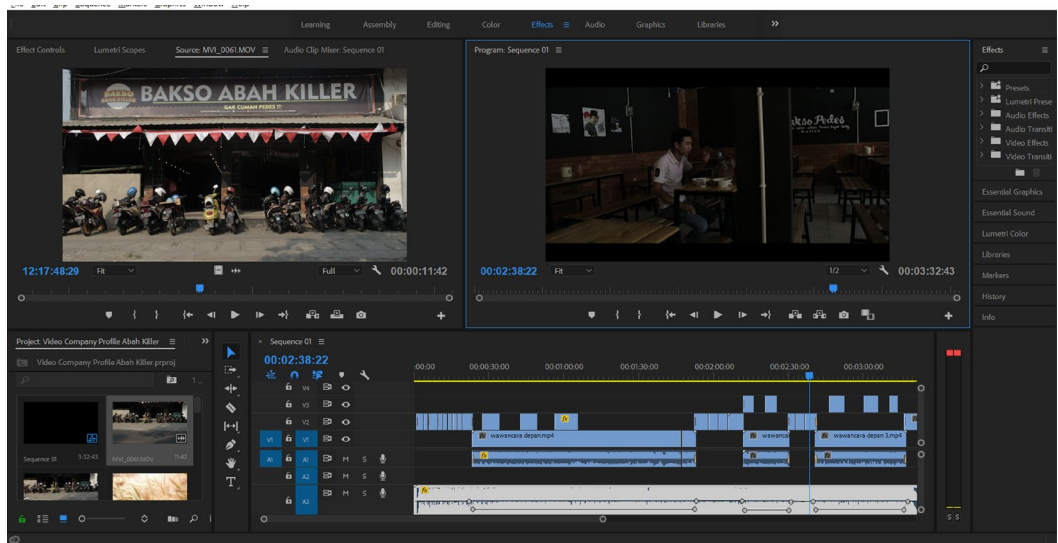 Learning Assembly Editing Color Effects Audio Graphics Libraries
Effect Controls Lumetri Scopes Source: MVI_0061.MOV Audio Clip Mixer: Sequence 01
Program: Sequence 01
Effects
BAKSO ABAH KILLER
GAK CUMAN PEDES !!
Presets
Lumetri Prese
Audio Effects
Audio Transiti
Video Effects
Video Transiti
Essential Graphics
Essential Sound
Lumetri Color
Libraries
Markers
History
Info
12:17:48:29 Fit Full 00:00:11:42
00:02:38:22 Fit 1/2 00:03:32:43
Project: Video Company Profile Abah Killer
Video Company Profile Abah Killer.prproj
Sequence 01 3:32:43
MVI_0061.MOV 11:42
Sequence 01
00:02:38:22
:00:00 00:00:30:00 00:01:00:00 00:01:30:00 00:02:00:00 00:02:30:00 00:03:00:00
V4
V3
V2
V1 V1
wawancara depan.mp4 wawancar wawancara depan 3.mp4
A1 A1 M S
A2 M S
A3
S S